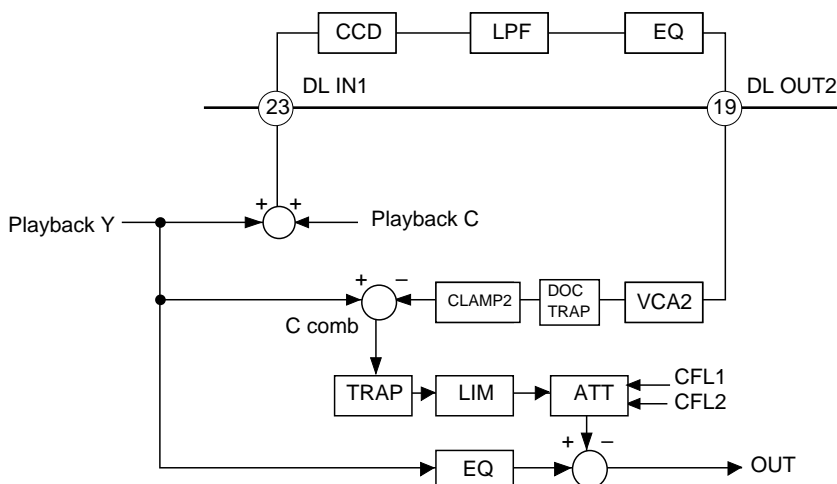 CCD LPF EQ
DL IN1 DL OUT2
23 19
+ +
Playback Y Playback C
+ −
CLAMP2 DOC TRAP VCA2
C comb
TRAP LIM ATT CFL1
CFL2
+ −
EQ OUT